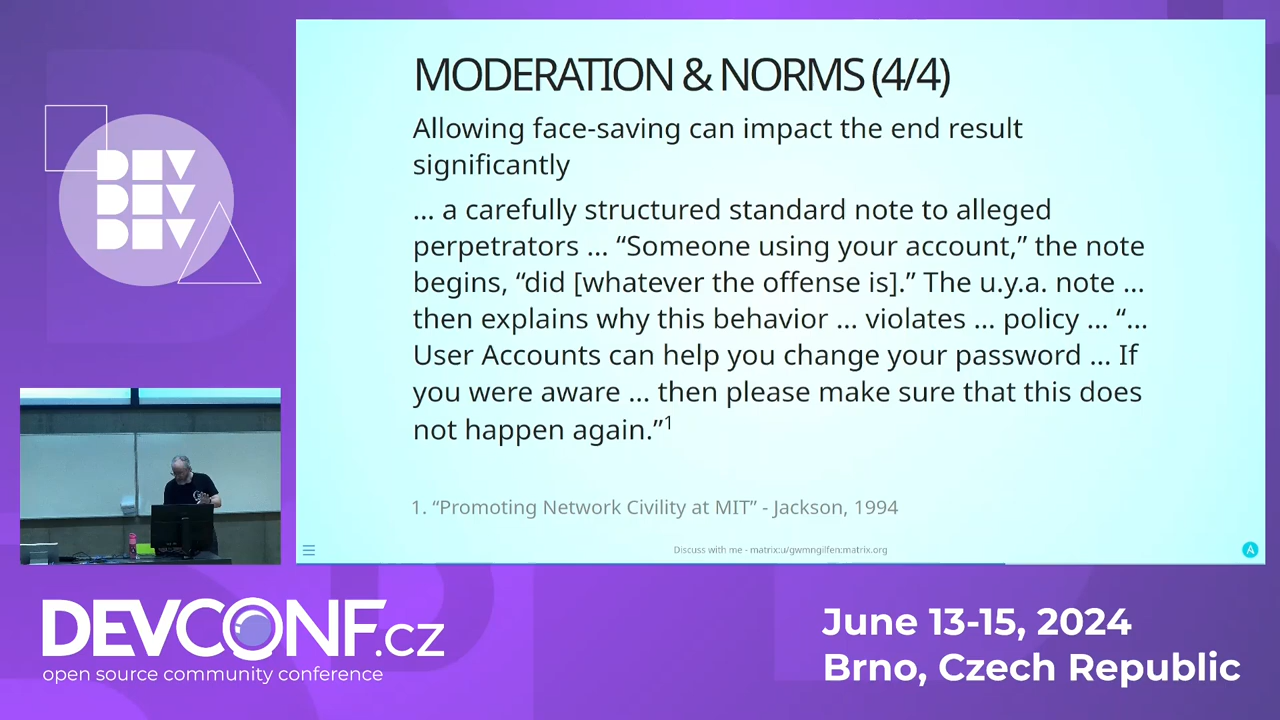 DEV
DEV
DEV
MODERATION & NORMS (4/4)
Allowing face-saving can impact the end result
significantly
... a carefully structured standard note to alleged
perpetrators ... “Someone using your account,” the note
begins, “did [whatever the offense is].” The u.y.a. note ...
then explains why this behavior ... violates ... policy ... “...
User Accounts can help you change your password ... If
you were aware ... then please make sure that this does
not happen again.”1
1. “Promoting Network Civility at MIT” - Jackson, 1994
Discuss with me - matrix:u/gwmngilfen:matrix.org
A
DEVCONF.cz
open source community conference
June 13-15, 2024
Brno, Czech Republic